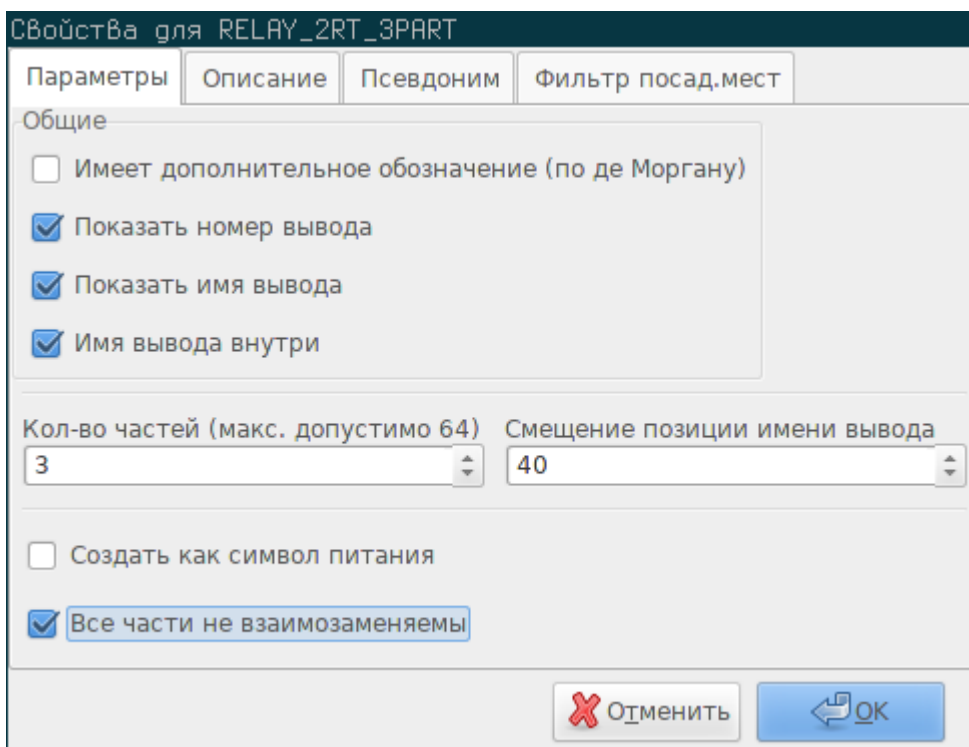 Свойства для RELAY_2RT_3PART
Параметры Описание Псевдоним Фильтр посад.мест
Общие
Имеет дополнительное обозначение (по де Моргану)
Показать номер вывода
Показать имя вывода
Имя вывода внутри
Кол-во частей (макс. допустимо 64) Смещение позиции имени вывода
3 40
Создать как символ питания
Все части не взаимозаменяемы
Отменить OK